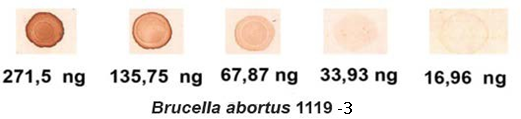 271,5 ng 135,75 ng 67,87 ng 33,93 ng 16,96 ng
Brucella abortus 1119 -3